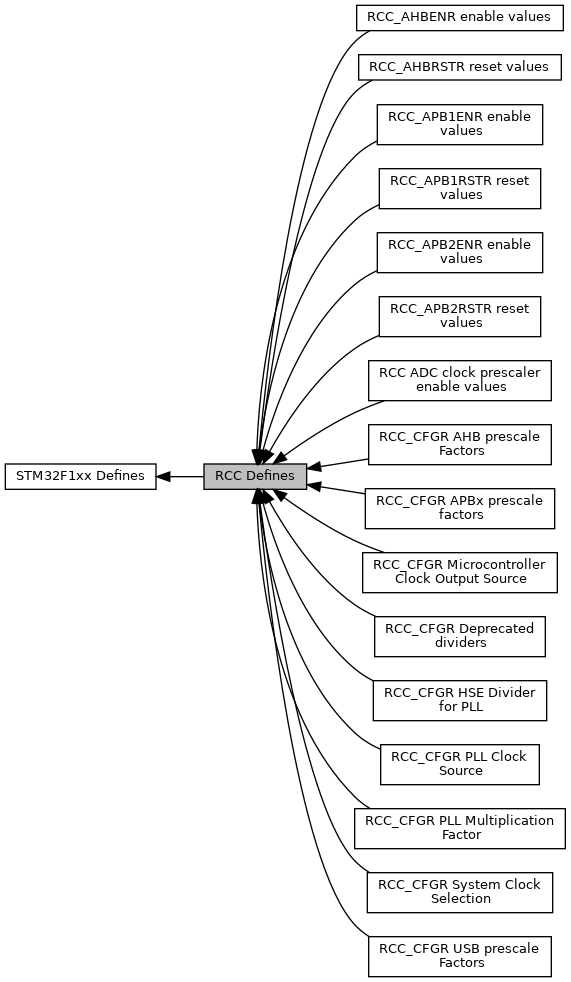 RCC_AHBENR enable values
RCC_AHBRSTR reset values
RCC_APB1ENR enable
values
RCC_APB1RSTR reset
values
RCC_APB2ENR enable
values
RCC_APB2RSTR reset
values
RCC ADC clock prescaler
enable values
RCC_CFGR AHB prescale
Factors
STM32F1xx Defines
RCC Defines
RCC_CFGR APBx prescale
factors
RCC_CFGR Microcontroller
Clock Output Source
RCC_CFGR Deprecated
dividers
RCC_CFGR HSE Divider
for PLL
RCC_CFGR PLL Clock
Source
RCC_CFGR PLL Multiplication
Factor
RCC_CFGR System Clock
Selection
RCC_CFGR USB prescale
Factors